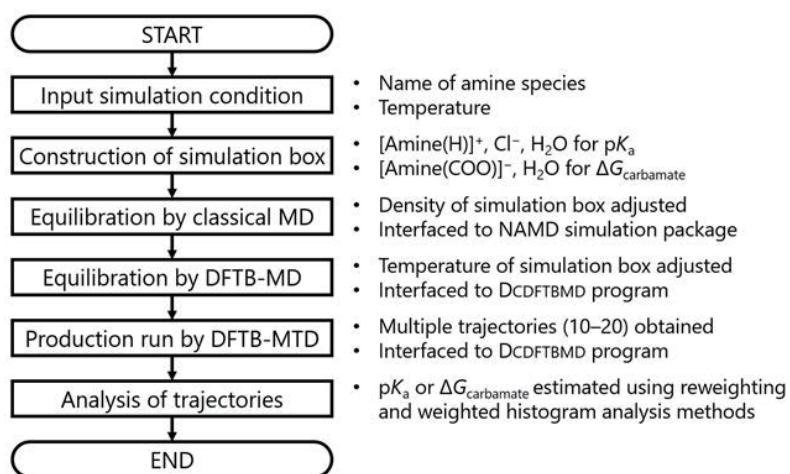 START
Input simulation condition
• Name of amine species
• Temperature
Construction of simulation box
• [Amine(H)]⁺, Cl⁻, H₂O for pKₐ
• [Amine(COO)]⁻, H₂O for ΔG_carbamate
Equilibration by classical MD
• Density of simulation box adjusted
• Interfaced to NAMD simulation package
Equilibration by DFTB-MD
• Temperature of simulation box adjusted
• Interfaced to DCDFTBMD program
Production run by DFTB-MTD
• Multiple trajectories (10–20) obtained
• Interfaced to DCDFTBMD program
Analysis of trajectories
• pKₐ or ΔG_carbamate estimated using reweighting
and weighted histogram analysis methods
END